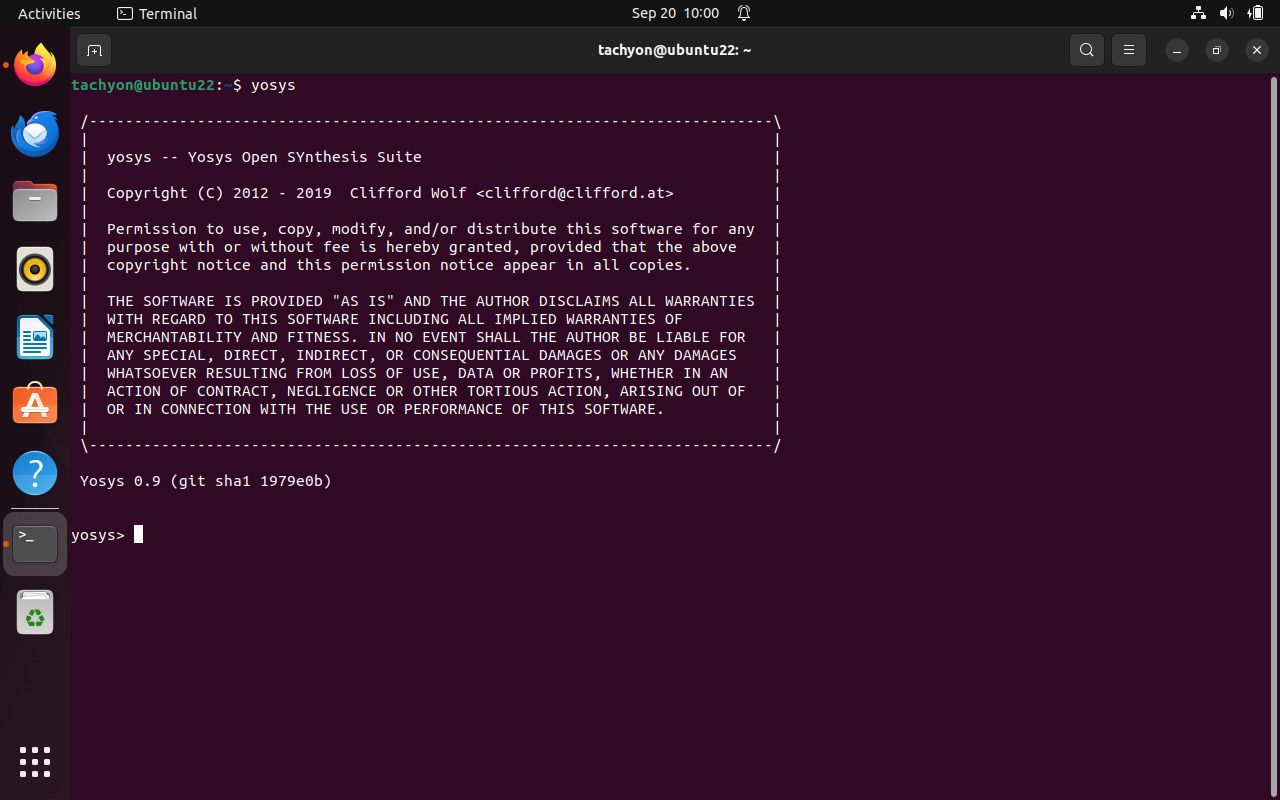 Activities
Terminal
Sep 20 10:00
tachyon@ubuntu22: ~
tachyon@ubuntu22:~$ yosys
/----------------------------------------------------------------------------\
|                                                                            |
|  yosys -- Yosys Open SYnthesis Suite                                       |
|                                                                            |
|  Copyright (C) 2012 - 2019  Clifford Wolf <clifford@clifford.at>           |
|                                                                            |
|  Permission to use, copy, modify, and/or distribute this software for any  |
|  purpose with or without fee is hereby granted, provided that the above    |
|  copyright notice and this permission notice appear in all copies.         |
|                                                                            |
|  THE SOFTWARE IS PROVIDED "AS IS" AND THE AUTHOR DISCLAIMS ALL WARRANTIES  |
|  WITH REGARD TO THIS SOFTWARE INCLUDING ALL IMPLIED WARRANTIES OF          |
|  MERCHANTABILITY AND FITNESS. IN NO EVENT SHALL THE AUTHOR BE LIABLE FOR   |
|  ANY SPECIAL, DIRECT, INDIRECT, OR CONSEQUENTIAL DAMAGES OR ANY DAMAGES    |
|  WHATSOEVER RESULTING FROM LOSS OF USE, DATA OR PROFITS, WHETHER IN AN     |
|  ACTION OF CONTRACT, NEGLIGENCE OR OTHER TORTIOUS ACTION, ARISING OUT OF   |
|  OR IN CONNECTION WITH THE USE OR PERFORMANCE OF THIS SOFTWARE.            |
|                                                                            |
\----------------------------------------------------------------------------/
Yosys 0.9 (git sha1 1979e0b)
yosys>